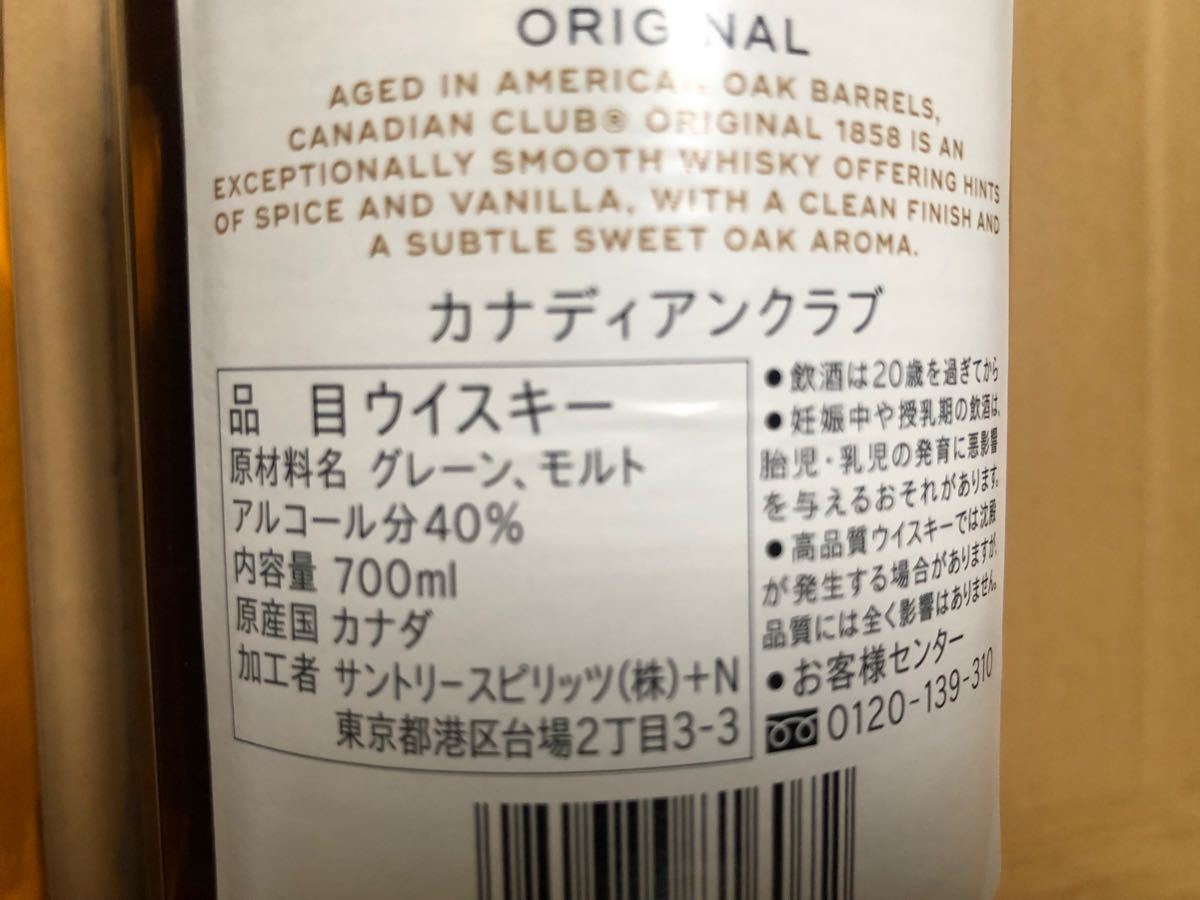 ORIGINAL
AGED IN AMERICAN OAK BARRELS,
CANADIAN CLUB® ORIGINAL 1858 IS AN
EXCEPTIONALLY SMOOTH WHISKY OFFERING HINTS
OF SPICE AND VANILLA, WITH A CLEAN FINISH AND
A SUBTLE SWEET OAK AROMA.
カナディアンクラブ
品 目 ウイスキー
原材料名 グレーン、モルト
アルコール分40%
内容量 700ml
原産国 カナダ
加工者 サントリースピリッツ(株)+N
東京都港区台場2丁目3-3
●飲酒は20歳を過ぎてから
●妊娠中や授乳期の飲酒は、
胎児・乳児の発育に悪影響
を与えるおそれがあります。
●高品質ウイスキーでは沈殿
が発生する場合がありますが、
品質には全く影響はありません。
●お客様センター
0120-139-310